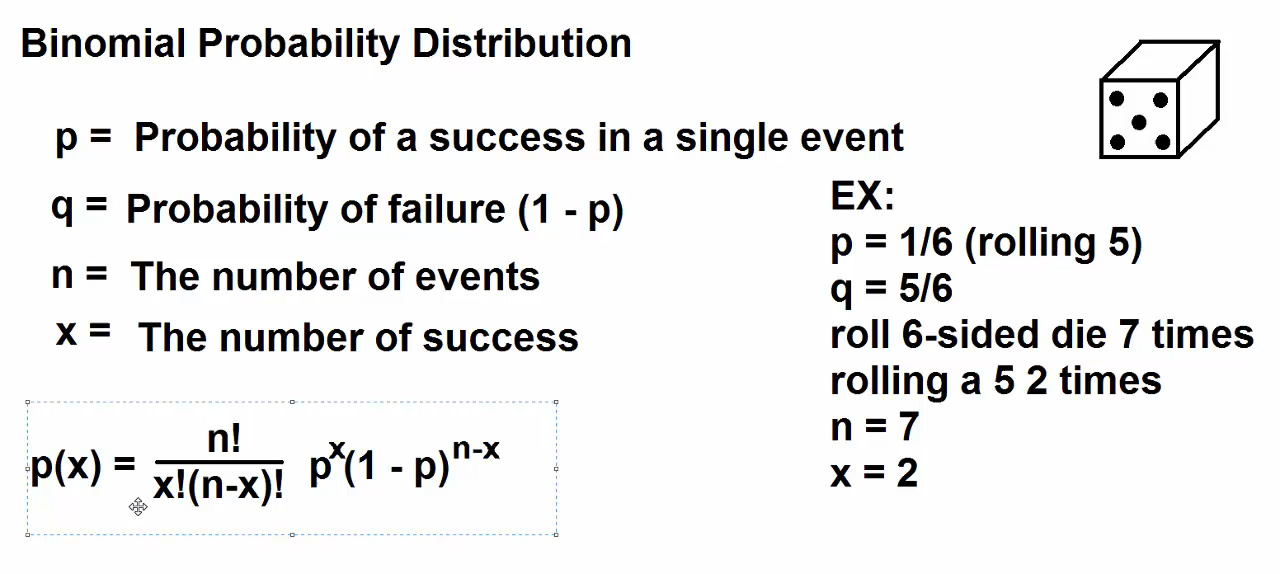 Binomial Probability Distribution
p = Probability of a success in a single event
q = Probability of failure (1 - p)
n = The number of events
x = The number of success
p(x) = n! / x!(n-x)! p^x(1 - p)^n-x
EX:
p = 1/6 (rolling 5)
q = 5/6
roll 6-sided die 7 times
rolling a 5 2 times
n = 7
x = 2